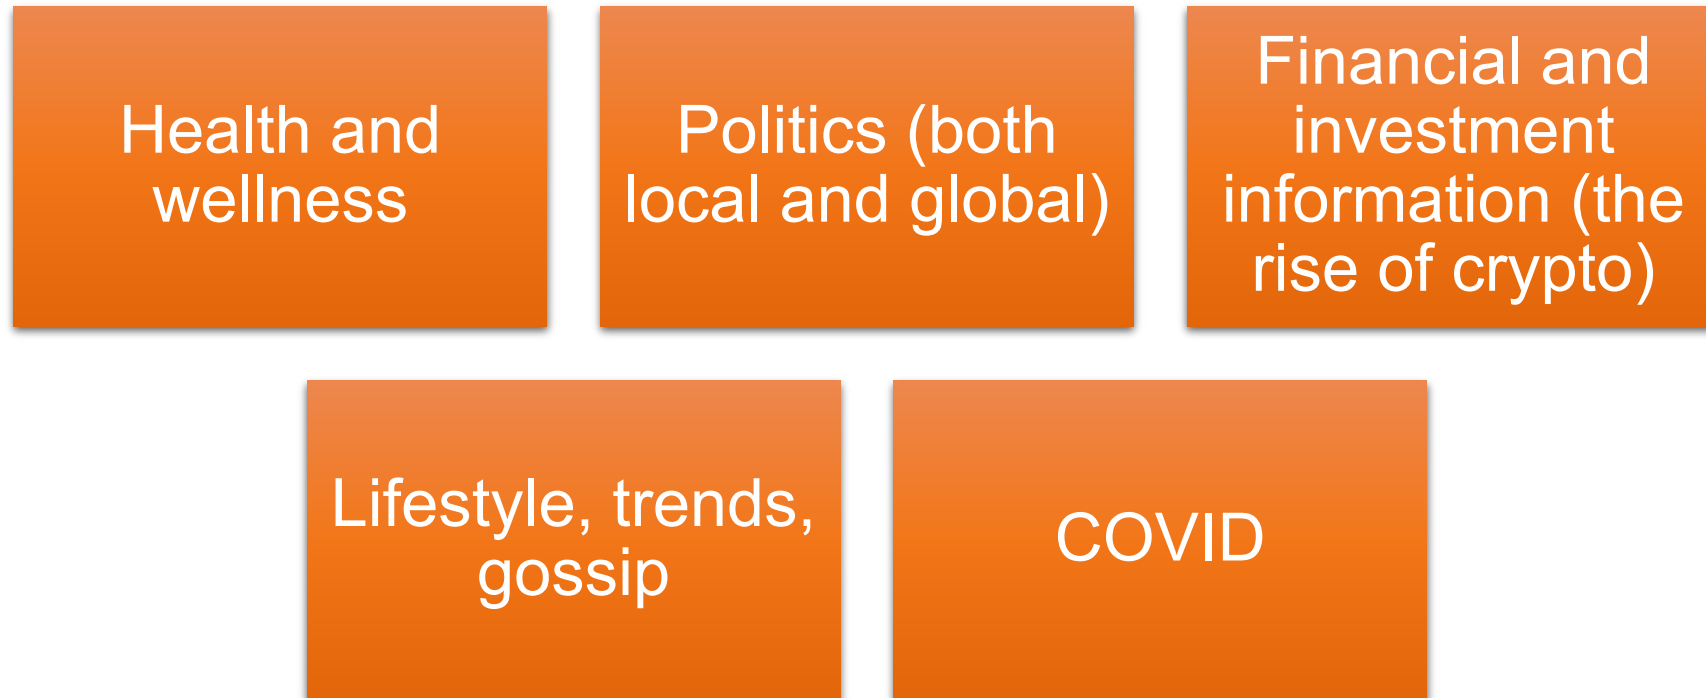 Health and
wellness
Politics (both
local and global)
Financial and
investment
information (the
rise of crypto)
Lifestyle, trends,
gossip
COVID